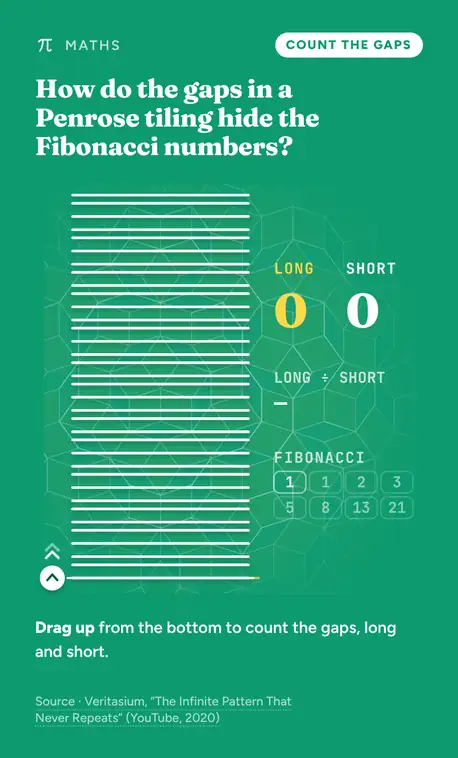 π MATHS
COUNT THE GAPS
How do the gaps in a
Penrose tiling hide the
Fibonacci numbers?
LONG SHORT
0 0
LONG ÷ SHORT
–
FIBONACCI
1 1 2 3
5 8 13 21
Drag up from the bottom to count the gaps, long
and short.
Source · Veritasium, “The Infinite Pattern That
Never Repeats” (YouTube, 2020)